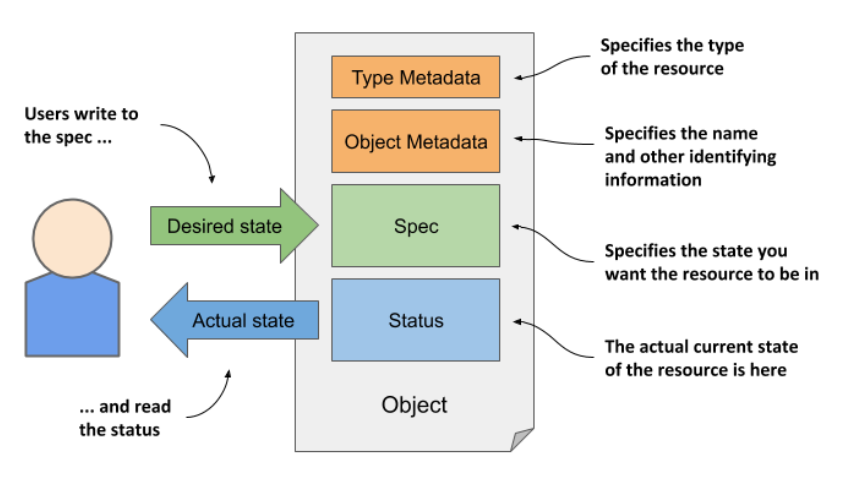 Specifies the type
of the resource
Type Metadata
Users write to
the spec ...
Object Metadata
Specifies the name
and other identifying
information
Desired state
Spec
Specifies the state you
want the resource to be in
Actual state
Status
The actual current state
of the resource is here
... and read
the status
Object